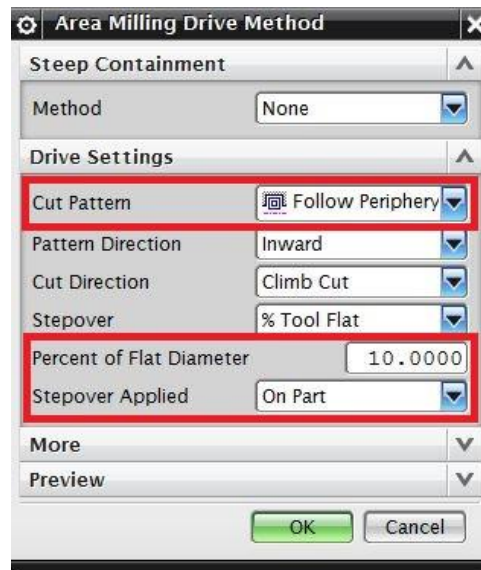 Area Milling Drive Method
Steep Containment
Method None
Drive Settings
Cut Pattern Follow Periphery
Pattern Direction Inward
Cut Direction Climb Cut
Stepover % Tool Flat
Percent of Flat Diameter 10.0000
Stepover Applied On Part
More
Preview
OK Cancel